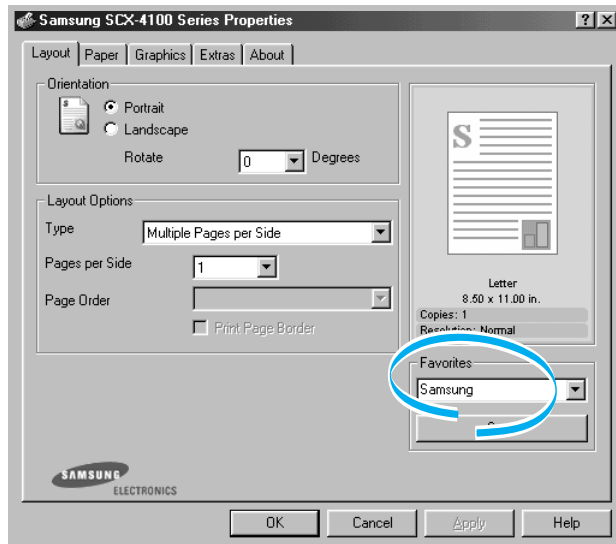 Samsung SCX-4100 Series Properties
Layout Paper Graphics Extras About
Orientation
Portrait
Landscape
Rotate 0 Degrees
Layout Options
Type Multiple Pages per Side
Pages per Side 1
Page Order
Print Page Border
S
Letter
8.50 x 11.00 in.
Copies: 1
Resolution: Normal
Favorites
Samsung
SAMSUNG
ELECTRONICS
OK Cancel Apply Help